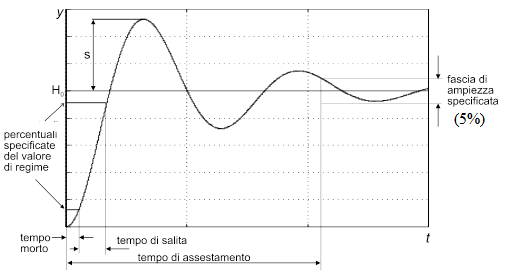 y
s
H₀
fascia di
ampiezza
specificata
(5%)
percentuali
specificate
del valore
di regime
tempo
morto
tempo di salita
tempo di assestamento
t